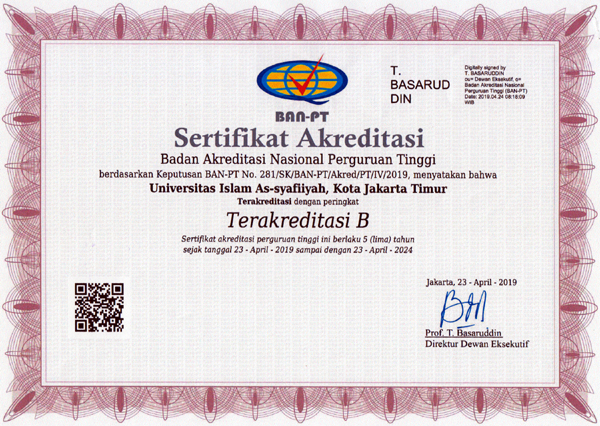 BAN-PT
T.
BASARUD
DIN
Digitally signed by
T. BASARUDDIN
ou= Dewan Eksekutif, o=
Badan Akreditasi Nasional
Perguruan Tinggi (BAN-PT)
Date: 2019.04.24 08:16:09
WIB
Sertifikat Akreditasi
Badan Akreditasi Nasional Perguruan Tinggi
berdasarkan Keputusan BAN-PT No. 281/SK/BAN-PT/Akred/PT/IV/2019, menyatakan bahwa
Universitas Islam As-syafiiyah, Kota Jakarta Timur
Terakreditasi dengan peringkat
Terakreditasi B
Sertifikat akreditasi perguruan tinggi ini berlaku 5 (lima) tahun
sejak tanggal 23 - April - 2019 sampai dengan 23 - April - 2024
Jakarta, 23 - April - 2019
Prof. T. Basaruddin
Direktur Dewan Eksekutif